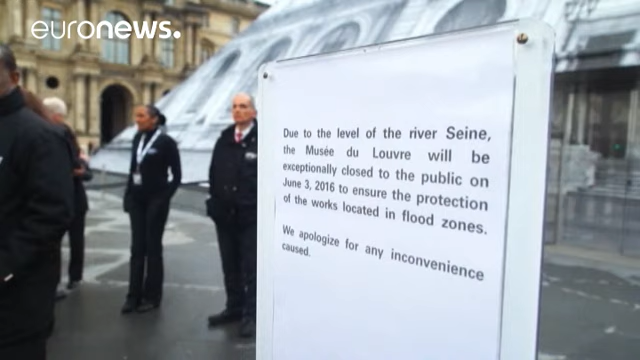 euronews.
Due to the level of the river Seine,
the Musée du Louvre will be
exceptionally closed to the public on
June 3, 2016 to ensure the protection
of the works located in flood zones.
We apologize for any inconvenience
caused.